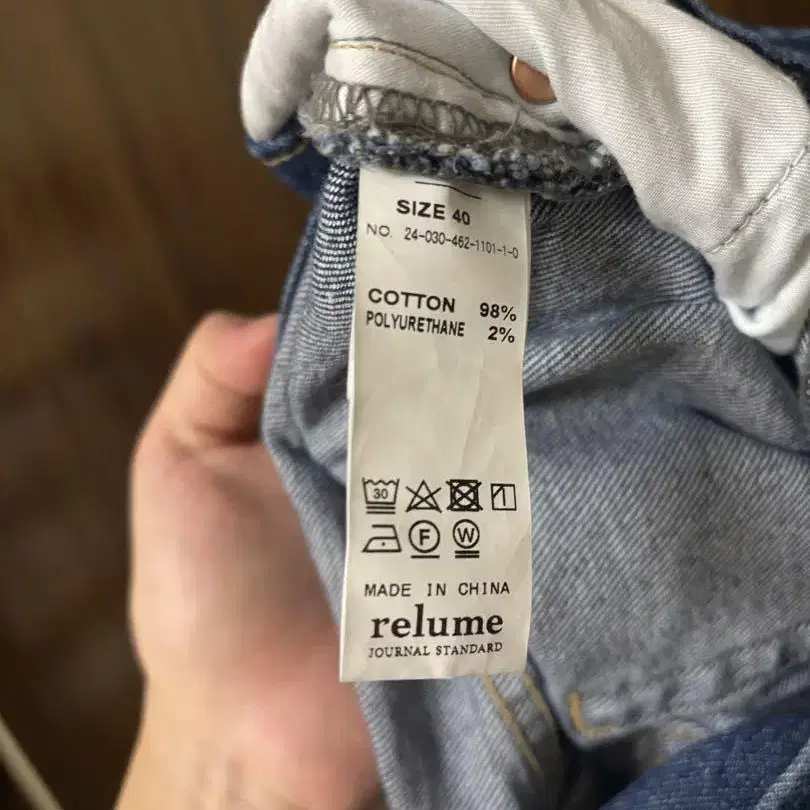 SIZE 40
NO. 24-030-462-1101-1-0
COTTON 98%
POLYURETHANE 2%
30
F W
MADE IN CHINA
relume
JOURNAL STANDARD